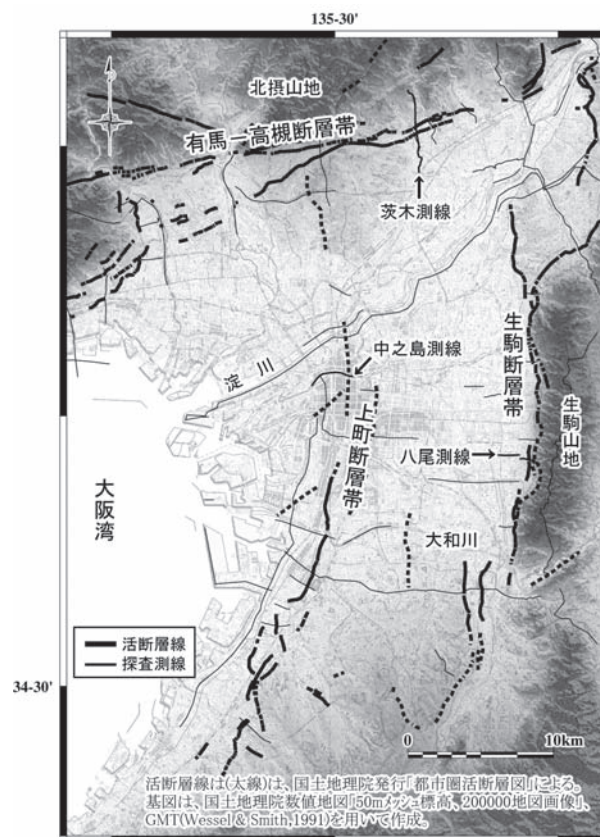 135-30'
北摂山地
有馬ー高槻断層帯
茨木測線
中之島測線
淀川
生駒断層帯
上町断層帯
生駒山地
八尾測線
大阪湾
大和川
活断層線
探査測線
34-30'
0 10km
活断層線は(太線)は、国土地理院発行「都市圏活断層図」による。
基図は、国土地理院数値地図「50mメッシュ標高、200000地図画像」、
GMT(Wessel & Smith,1991)を用いて作成。